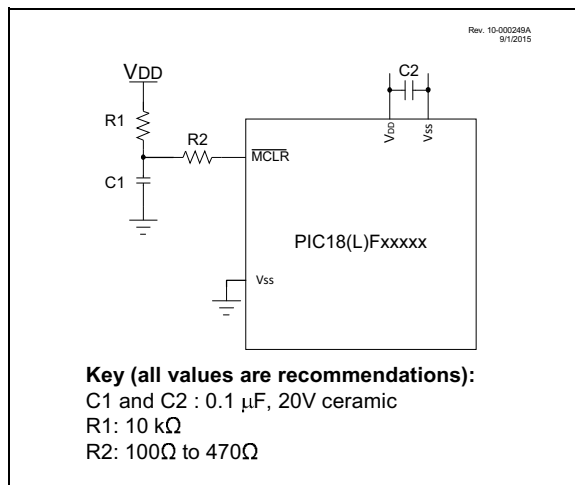 Rev. 10-000249A
9/1/2015
VDD
C2
R1
R2
VDD
Vss
MCLR
C1
PIC18(L)Fxxxxx
Vss
Key (all values are recommendations):
C1 and C2 : 0.1 μF, 20V ceramic
R1: 10 kΩ
R2: 100Ω to 470Ω